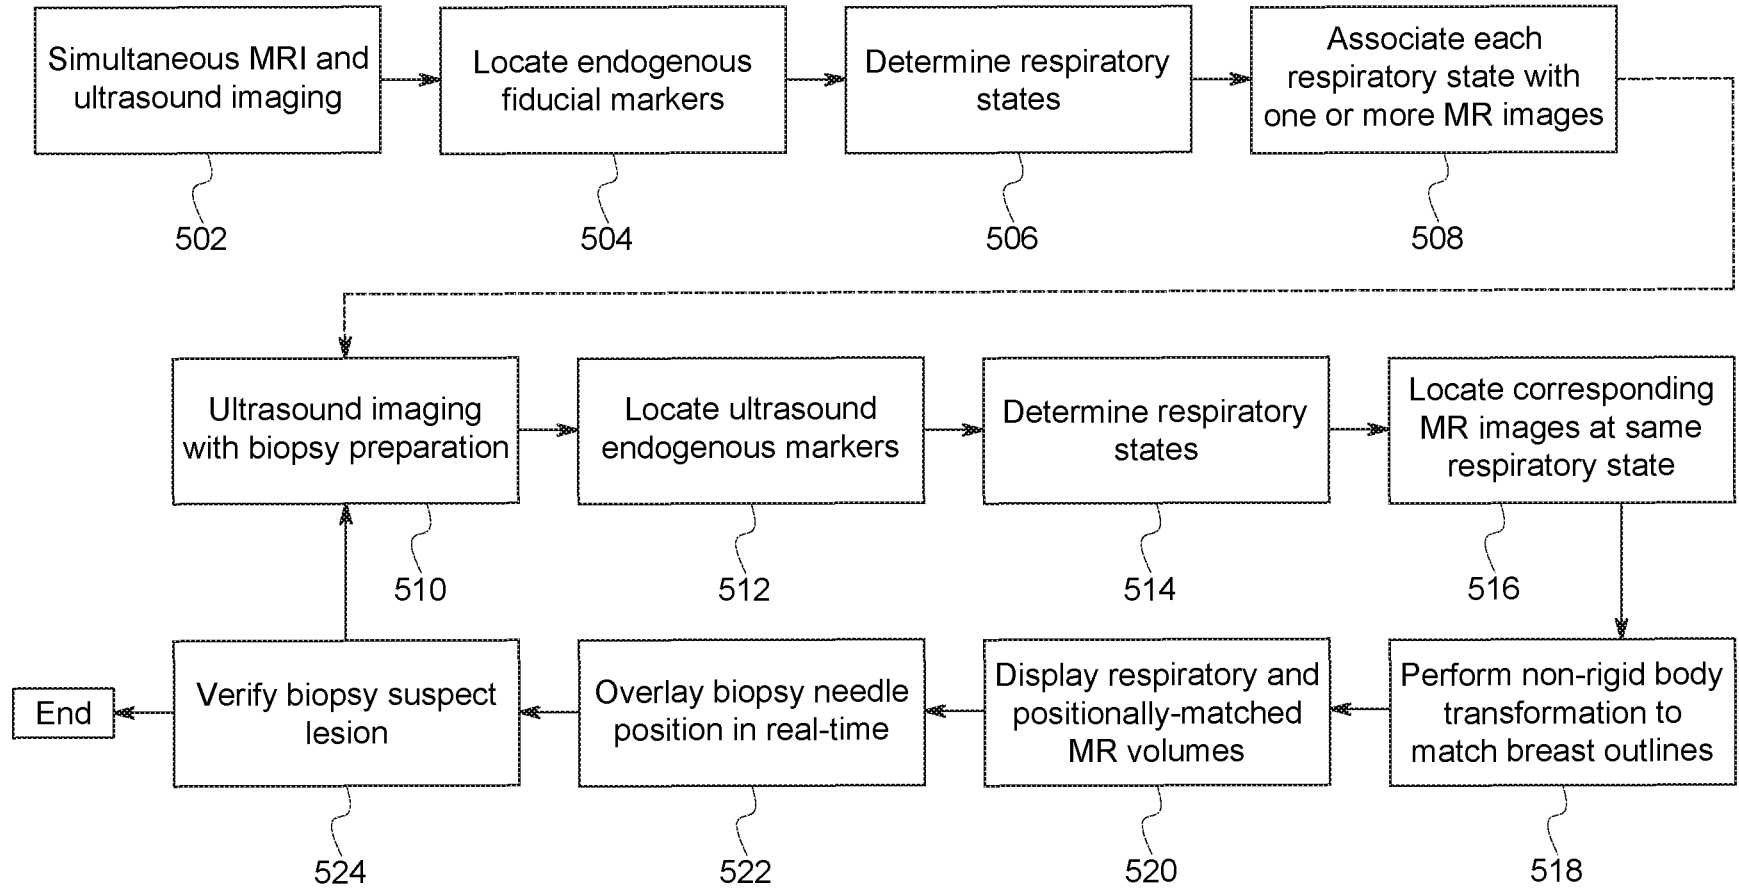 Simultaneous MRI and
ultrasound imaging
502
Locate endogenous
fiducial markers
504
Determine respiratory
states
506
Associate each
respiratory state with
one or more MR images
508
Ultrasound imaging
with biopsy preparation
510
Locate ultrasound
endogenous markers
512
Determine respiratory
states
514
Locate corresponding
MR images at same
respiratory state
516
Perform non-rigid body
transformation to
match breast outlines
518
Display respiratory and
positionally-matched
MR volumes
520
Overlay biopsy needle
position in real-time
522
Verify biopsy suspect
lesion
524
End